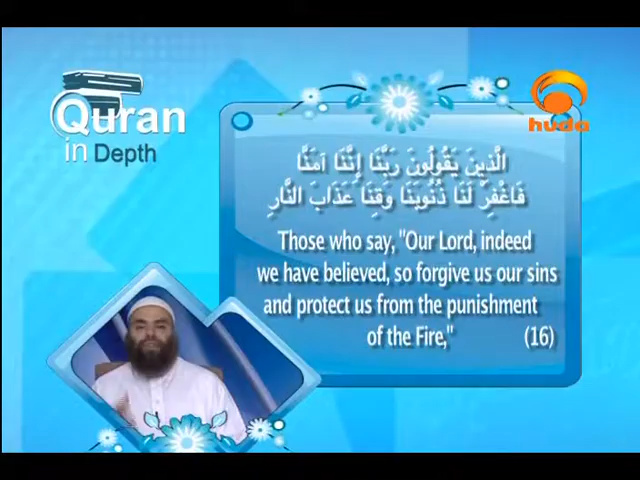 Quran
in Depth
huda
الَّذِينَ يَقُولُونَ رَبَّنَا إِنَّنَا آمَنَّا
فَاغْفِرْ لَنَا ذُنُوبَنَا وَقِنَا عَذَابَ النَّارِ
Those who say, "Our Lord, indeed
we have believed, so forgive us our sins
and protect us from the punishment
of the Fire," (16)